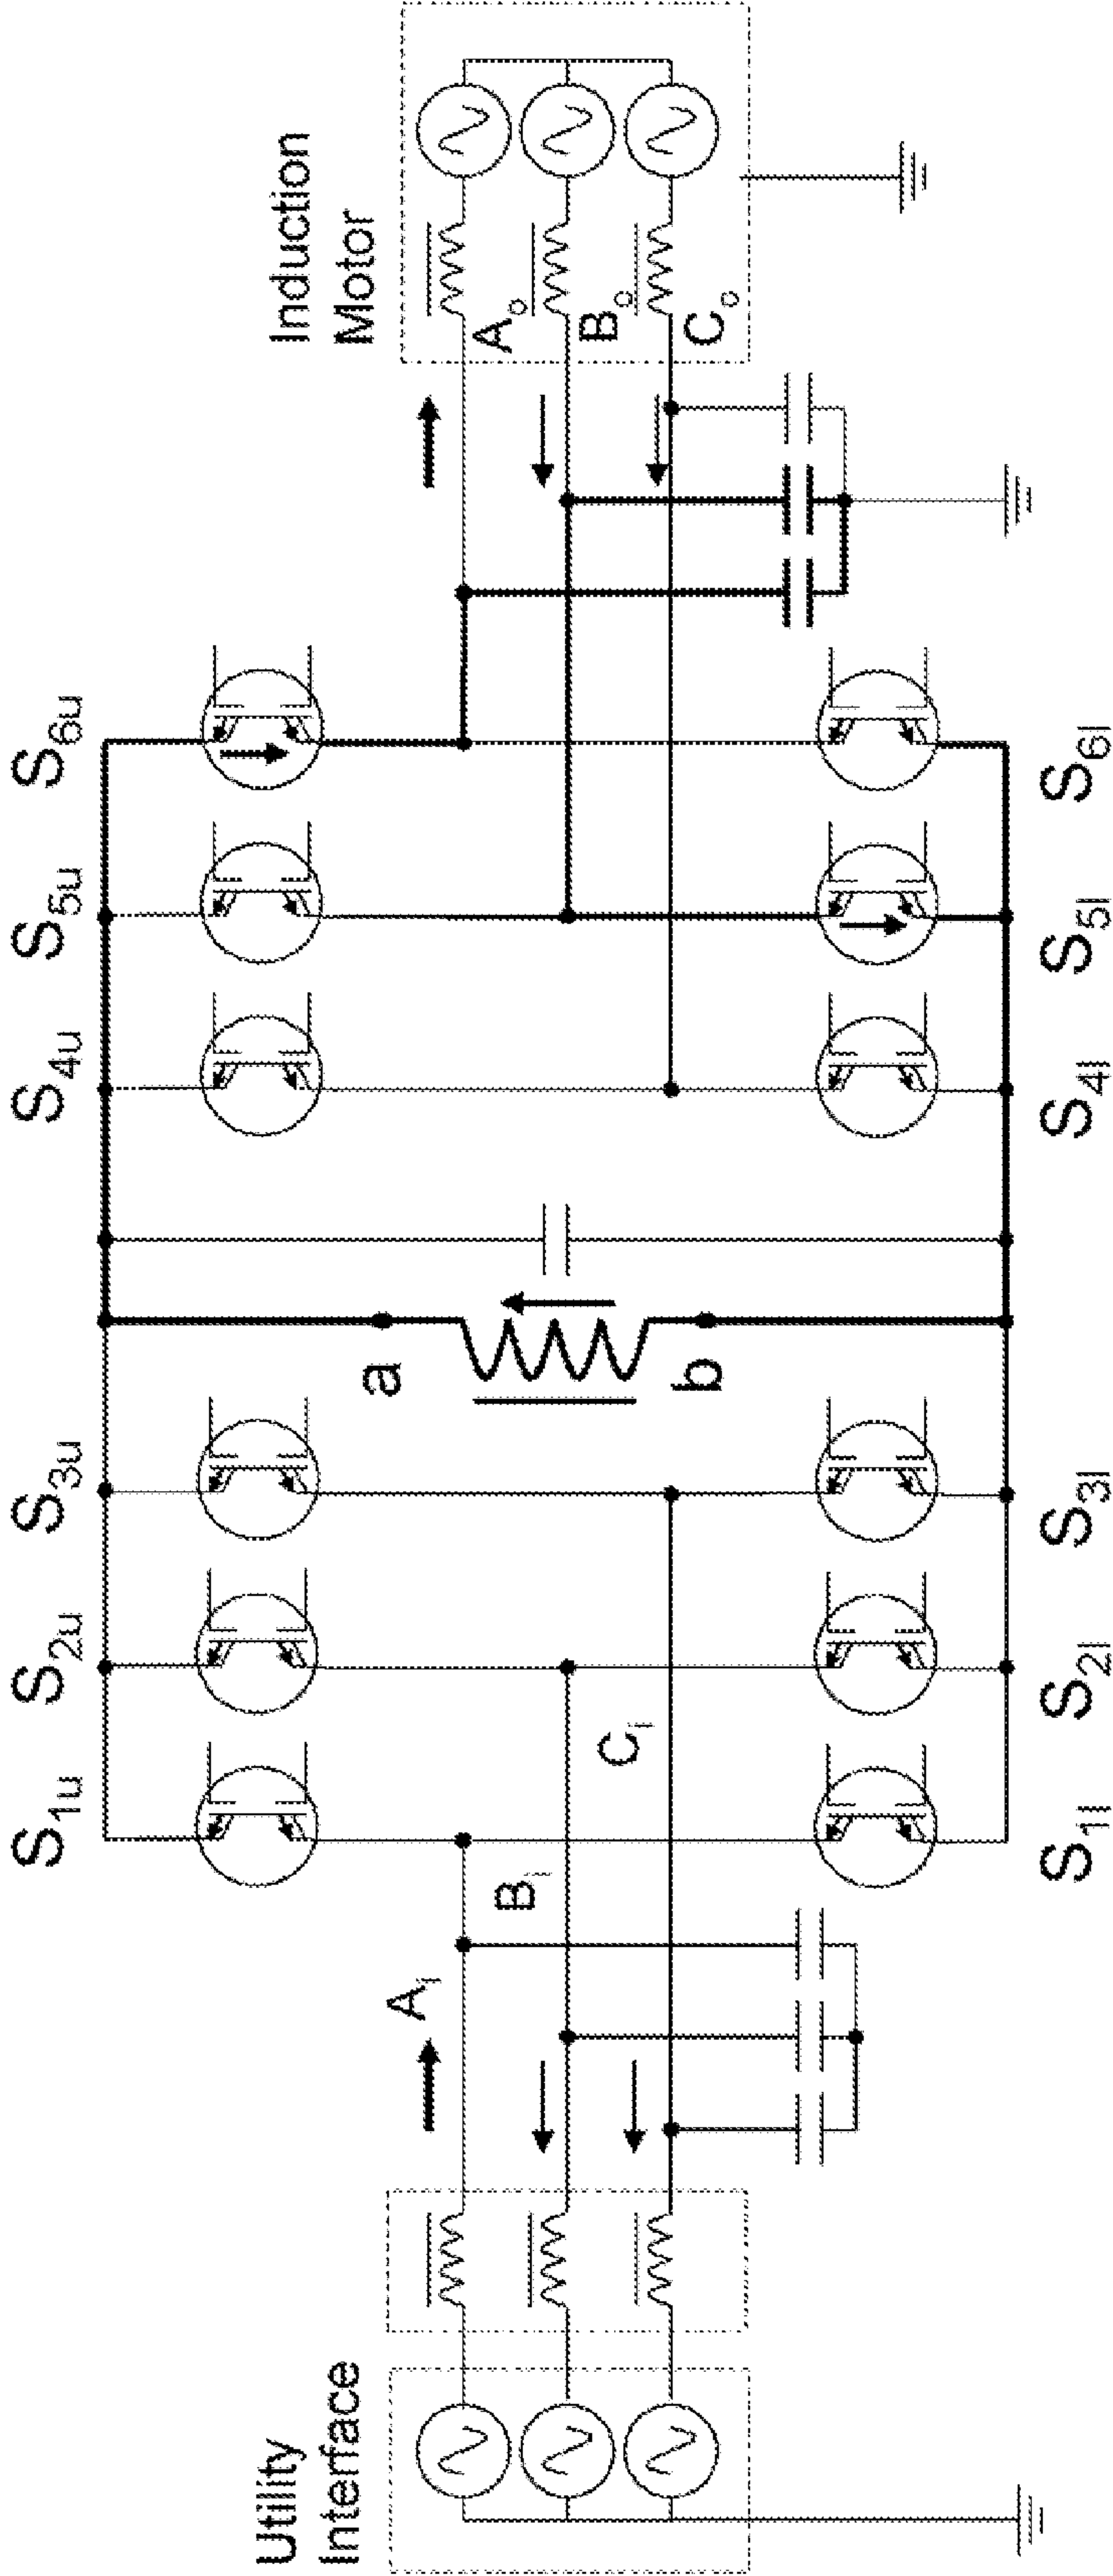 S1u S2u S3u S4u S5u S6u
Utility
Interface
Induction
Motor
Ai
Bi
Ci
a
b
Ao
Bo
Co
S1l S2l S3l S4l S5l S6l